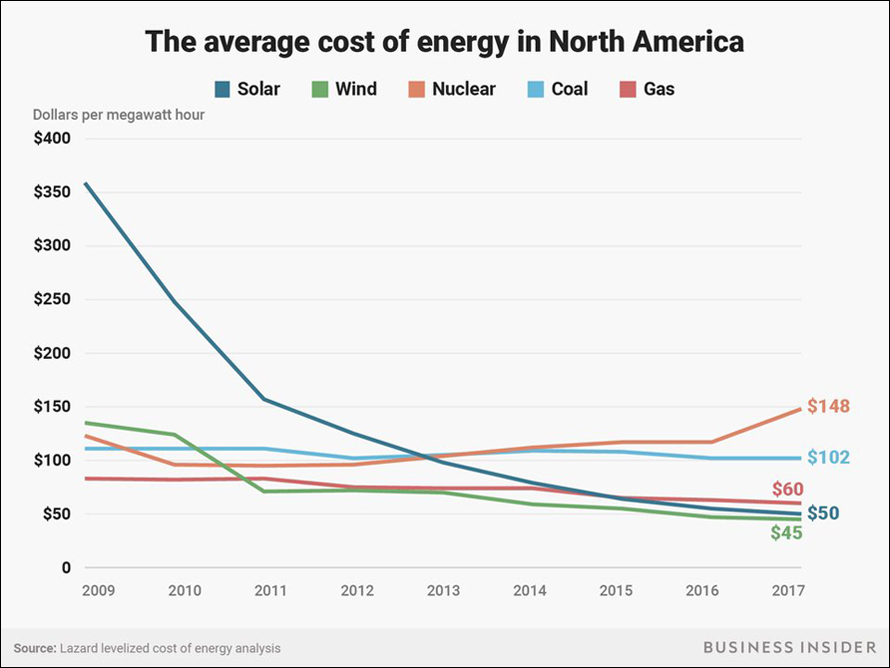 The average cost of energy in North America
Solar Wind Nuclear Coal Gas
Dollars per megawatt hour
$400
$350
$300
$250
$200
$150
$148
$100
$102
$60
$50
$50
$45
0
2009 2010 2011 2012 2013 2014 2015 2016 2017
Source: Lazard levelized cost of energy analysis
BUSINESS INSIDER